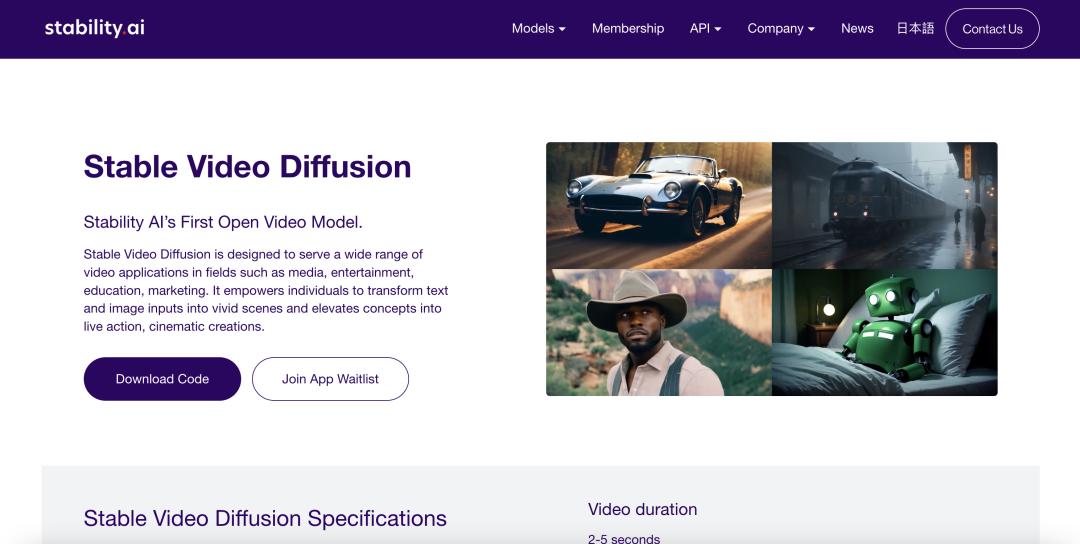 stability.ai
Models
Membership
API
Company
News
日本語
Contact Us
Stable Video Diffusion
Stability AI’s First Open Video Model.
Stable Video Diffusion is designed to serve a wide range of
video applications in fields such as media, entertainment,
education, marketing. It empowers individuals to transform text
and image inputs into vivid scenes and elevates concepts into
live action, cinematic creations.
Download Code
Join App Waitlist
Stable Video Diffusion Specifications
Video duration
2-5 seconds